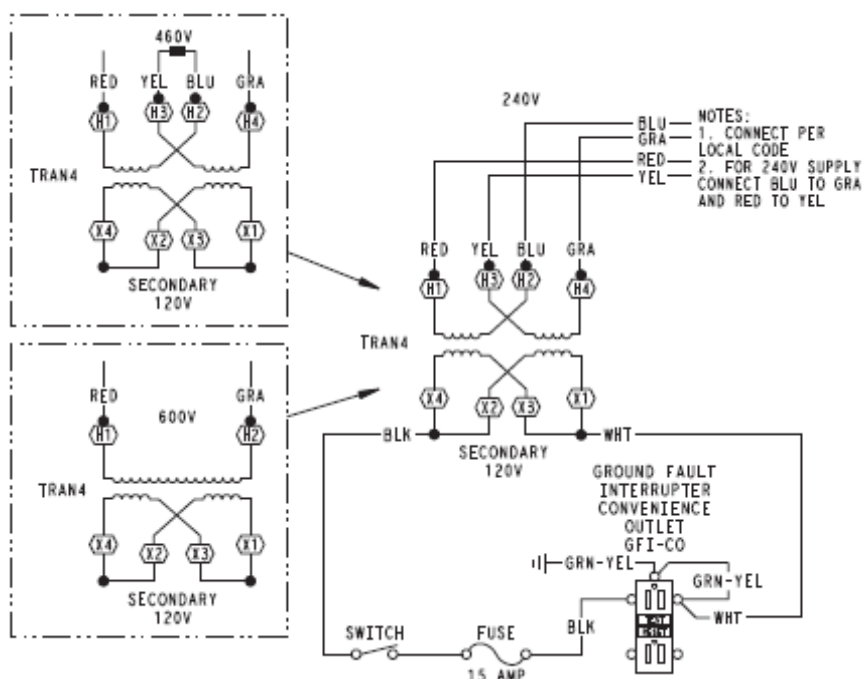 460V
RED YEL BLU GRA
H1 H3 H2 H4
TRAN4
X4 X2 X3 X1
SECONDARY
120V
600V
RED GRA
H1 H2
TRAN4
X4 X2 X3 X1
SECONDARY
120V
240V
BLU
GRA
RED
YEL
NOTES:
1. CONNECT PER
LOCAL CODE
2. FOR 240V SUPPLY
CONNECT BLU TO GRA
AND RED TO YEL
RED YEL BLU GRA
H1 H3 H2 H4
TRAN4
X4 X2 X3 X1
BLK WHT
SECONDARY
120V
GROUND FAULT
INTERRUPTER
CONVENIENCE
OUTLET
GFI-CO
GRN-YEL
GRN-YEL
WHT
BLK
TEST
RESET
SWITCH
FUSE
15 AMP